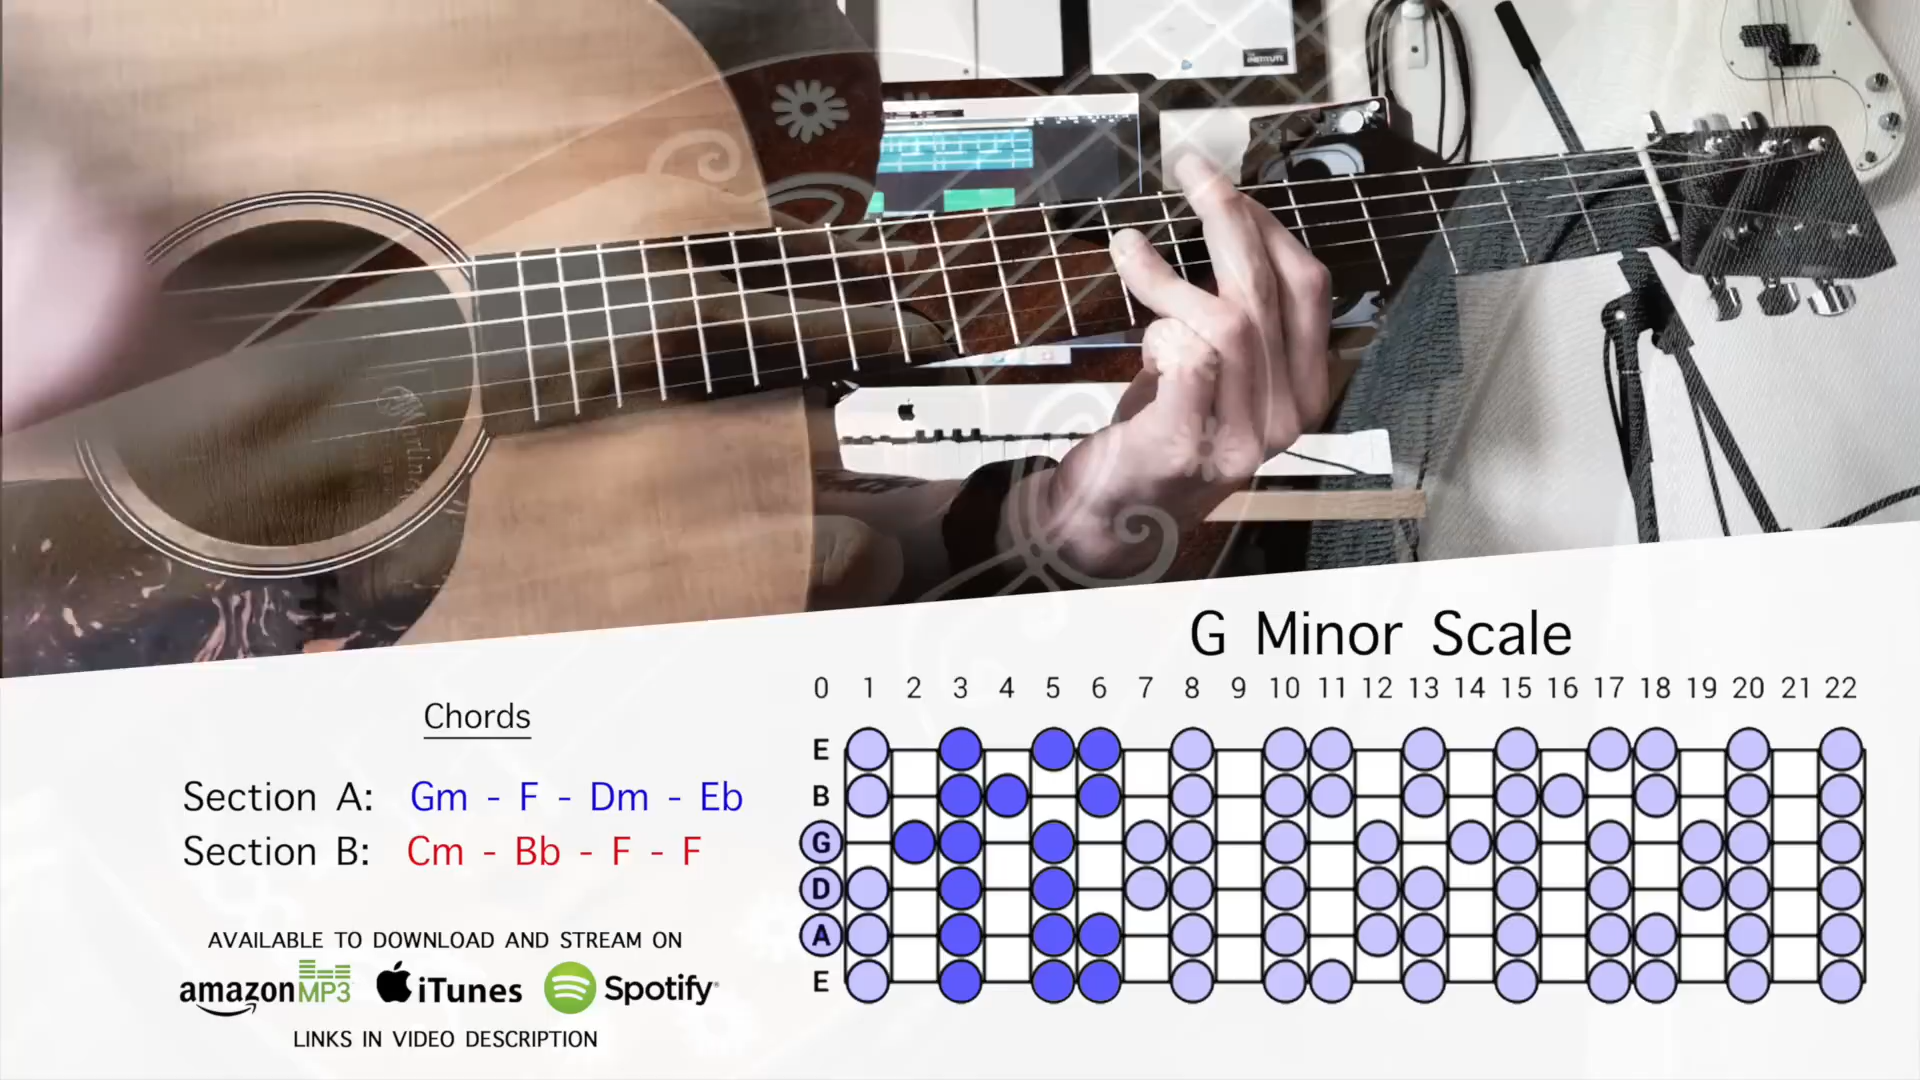 INSTITUTE
Martin
G Minor Scale
0 1 2 3 4 5 6 7 8 9 10 11 12 13 14 15 16 17 18 19 20 21 22
E
B
G
D
A
E
Chords
Section A: Gm - F - Dm - Eb
Section B: Cm - Bb - F - F
AVAILABLE TO DOWNLOAD AND STREAM ON
amazonMP3 iTunes Spotify
LINKS IN VIDEO DESCRIPTION